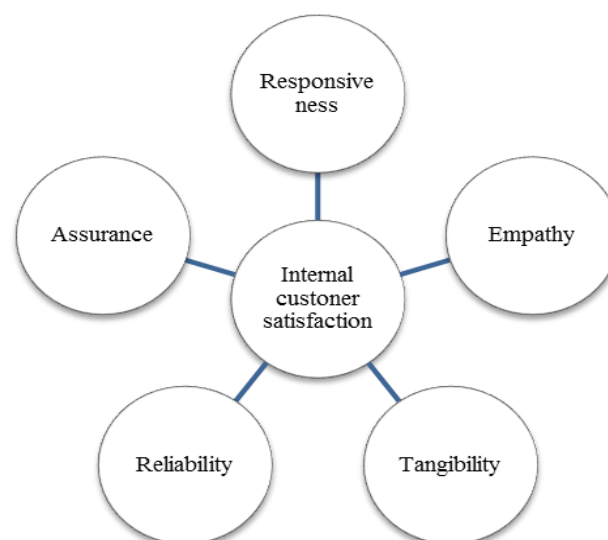 Responsive
ness
Assurance
Empathy
Internal
custoner
satisfaction
Reliability
Tangibility